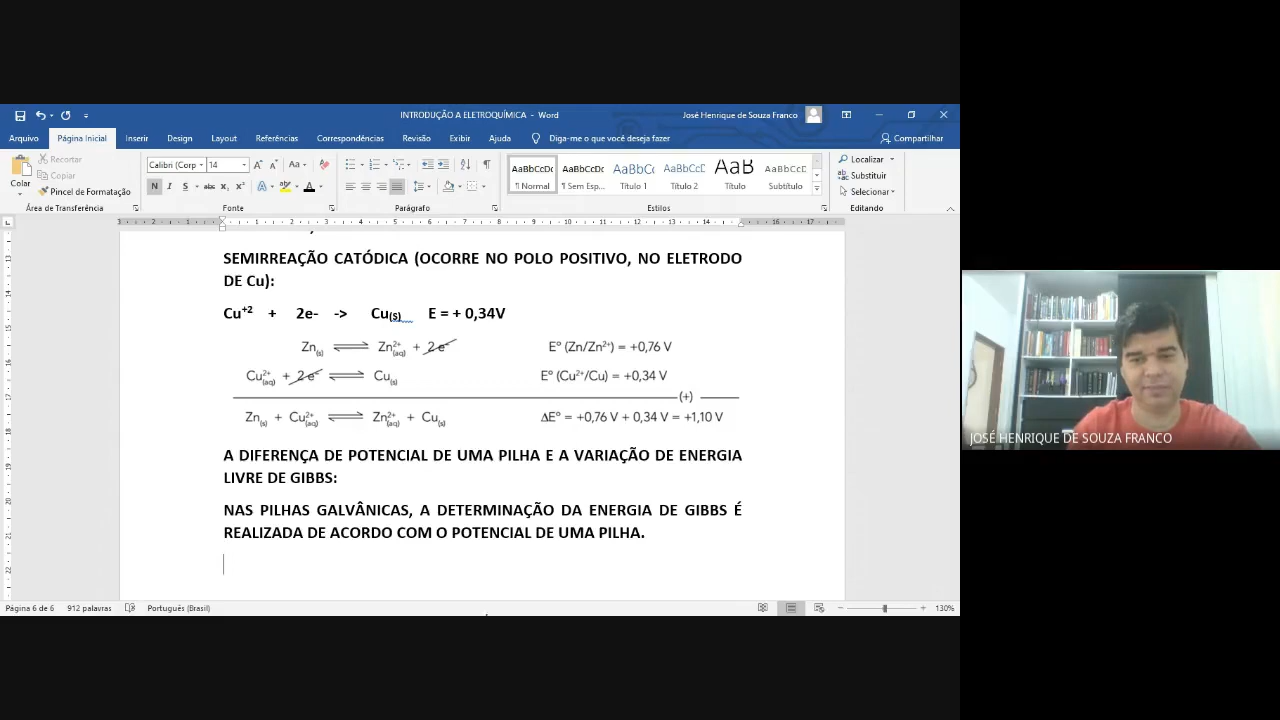 INTRODUÇÃO A ELETROQUÍMICA - Word
José Henrique de Souza Franco
Arquivo Página Inicial Inserir Design Layout Referências Correspondências Revisão Exibir Ajuda Diga-me o que você deseja fazer Compartilhar
Colar
Recortar
Copiar
Pincel de Formatação
Área de Transferência
Calibri (Corp 14
Fonte
Parágrafo
AaBbCcDc AaBbCcDc AaBbCc AaBbCcD AaB AaBbCcD
¶ Normal ¶ Sem Esp... Título 1 Título 2 Título Subtítulo
Estilos
Localizar
Substituir
Selecionar
Editando
SEMIRREAÇÃO CATÓDICA (OCORRE NO POLO POSITIVO, NO ELETRODO
DE Cu):
Cu+2 + 2e- -> Cu(s) E = + 0,34V
Zn(s) ⇌ Zn2+(aq) + 2 e- E° (Zn/Zn2+) = +0,76 V
Cu2+(aq) + 2 e- ⇌ Cu(s) E° (Cu2+/Cu) = +0,34 V
(+)
Zn(s) + Cu2+(aq) ⇌ Zn2+(aq) + Cu(s) ΔE° = +0,76 V + 0,34 V = +1,10 V
A DIFERENÇA DE POTENCIAL DE UMA PILHA E A VARIAÇÃO DE ENERGIA
LIVRE DE GIBBS:
NAS PILHAS GALVÂNICAS, A DETERMINAÇÃO DA ENERGIA DE GIBBS É
REALIZADA DE ACORDO COM O POTENCIAL DE UMA PILHA.
Página 6 de 6 912 palavras Português (Brasil) 130%
JOSÉ HENRIQUE DE SOUZA FRANCO